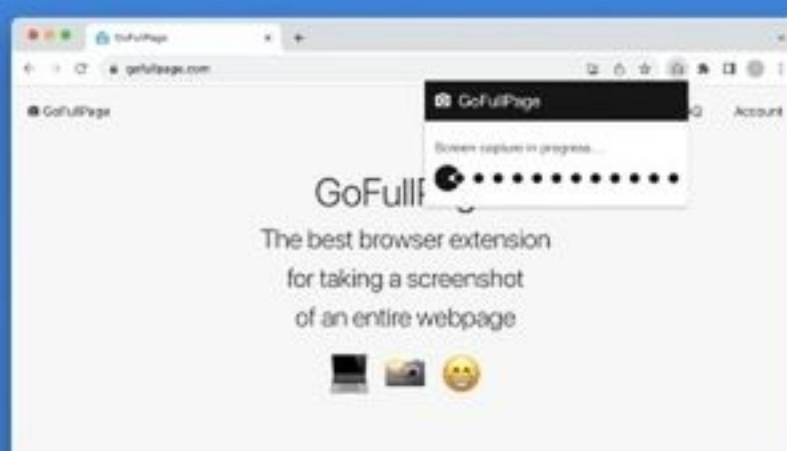 GoFullPage
gofullpage.com
GoFullPage
Account
GoFullPage
Screen capture in progress...
The best browser extension
for taking a screenshot
of an entire webpage